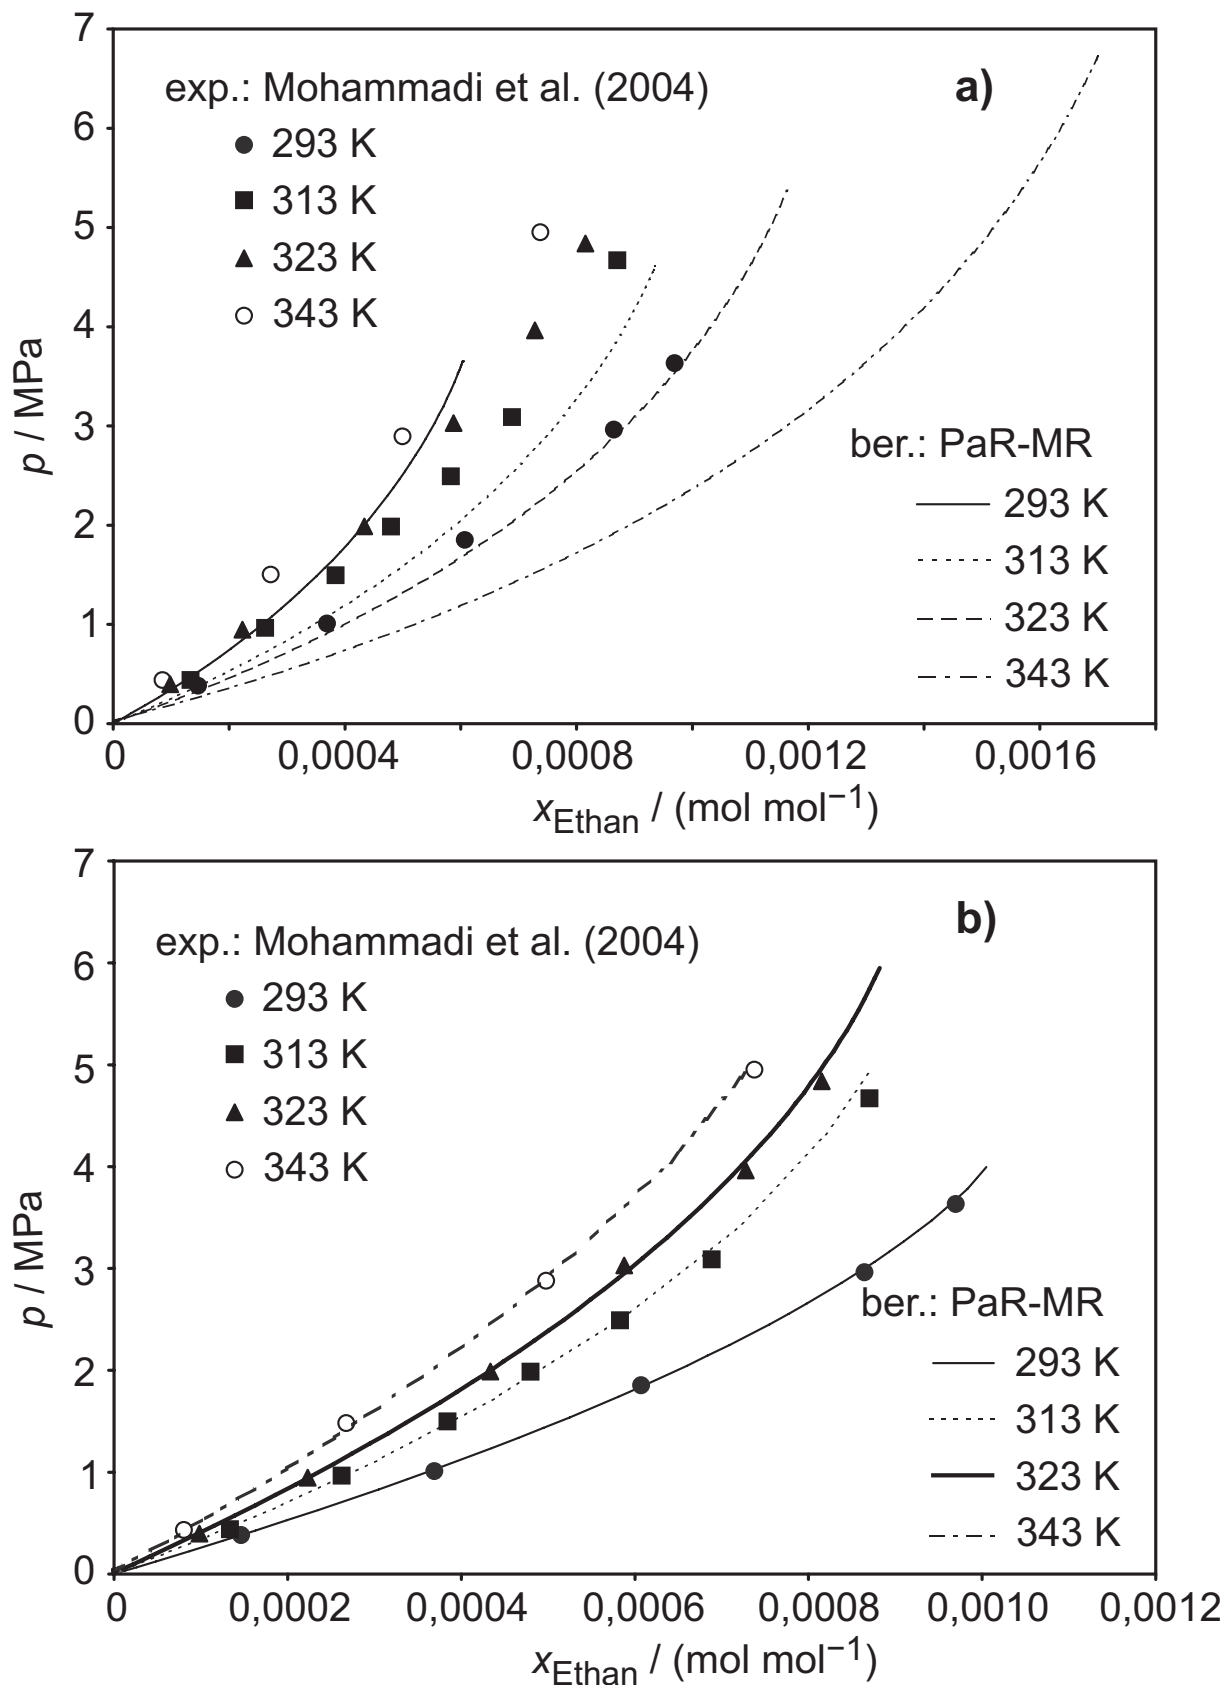 7
exp.: Mohammadi et al. (2004)
a)
293 K
313 K
323 K
343 K
6
5
4
3
2
1
0
p / MPa
ber.: PaR-MR
293 K
313 K
323 K
343 K
0 0,0004 0,0008 0,0012 0,0016
xEthan / (mol mol−1)
7
exp.: Mohammadi et al. (2004)
b)
293 K
313 K
323 K
343 K
6
5
4
3
2
1
0
p / MPa
ber.: PaR-MR
293 K
313 K
323 K
343 K
0 0,0002 0,0004 0,0006 0,0008 0,0010 0,0012
xEthan / (mol mol−1)